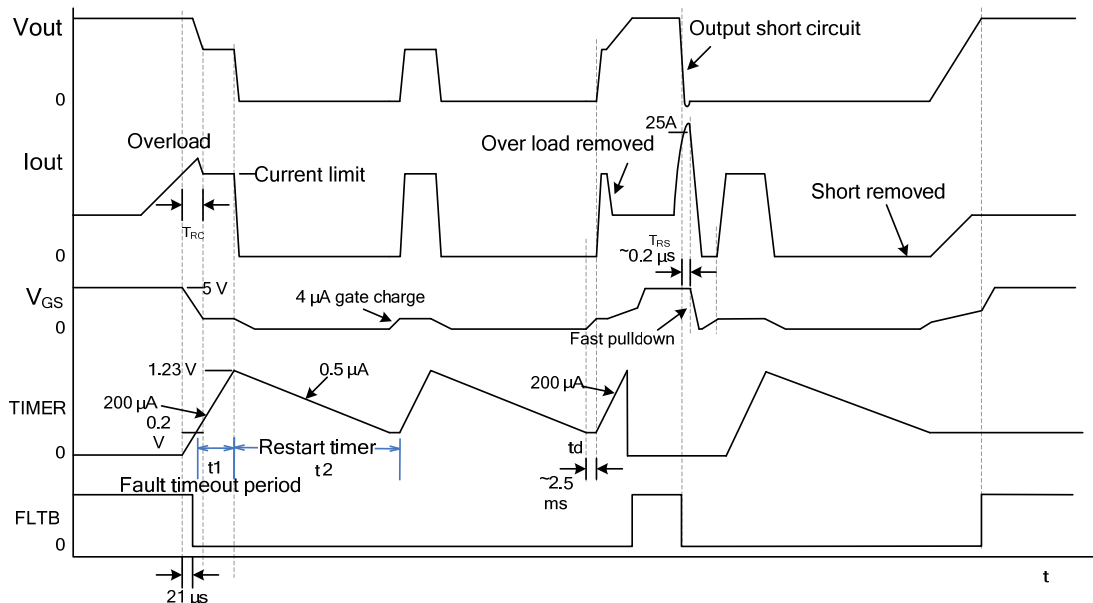 Vout
Output short circuit
0
25A
Overload
Over load removed
Iout
Current limit
Short removed
TRC
TRS
~0.2 µs
0
5 V
VGS
4 µA gate charge
0
Fast pulldown
1.23 V
0.5 µA
200 µA
200 µA
TIMER
0.2
V
Restart timer
td
0
t1
t2
Fault timeout period
~2.5
ms
FLTB
0
t
21 µs